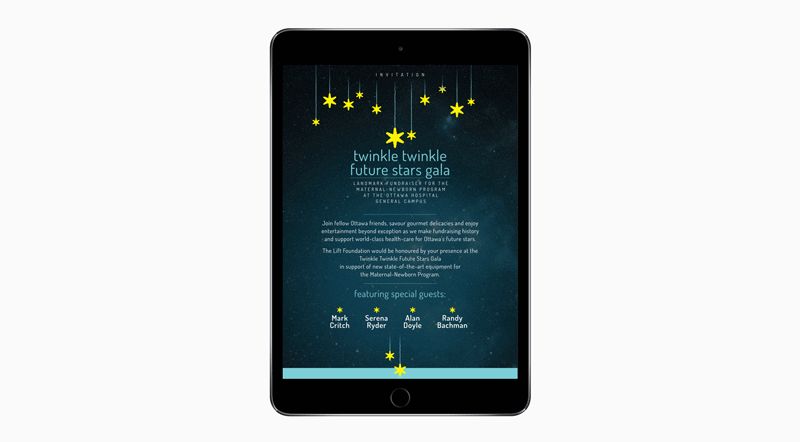 INVITATION
twinkle twinkle
future stars gala
LANDMARK FUNDRAISER FOR THE
MATERNAL-NEWBORN PROGRAM
AT THE OTTAWA HOSPITAL
GENERAL CAMPUS
Join fellow Ottawa friends, savour gourmet delicacies and enjoy
entertainment beyond exception as we make fundraising history
and support world-class health-care for Ottawa's future stars.
The Lift Foundation would be honoured by your presence at the
Twinkle Twinkle Future Stars Gala
in support of new state-of-the-art equipment for
the Maternal-Newborn Program.
featuring special guests:
Mark Serena Alan Randy
Critch Ryder Doyle Bachman